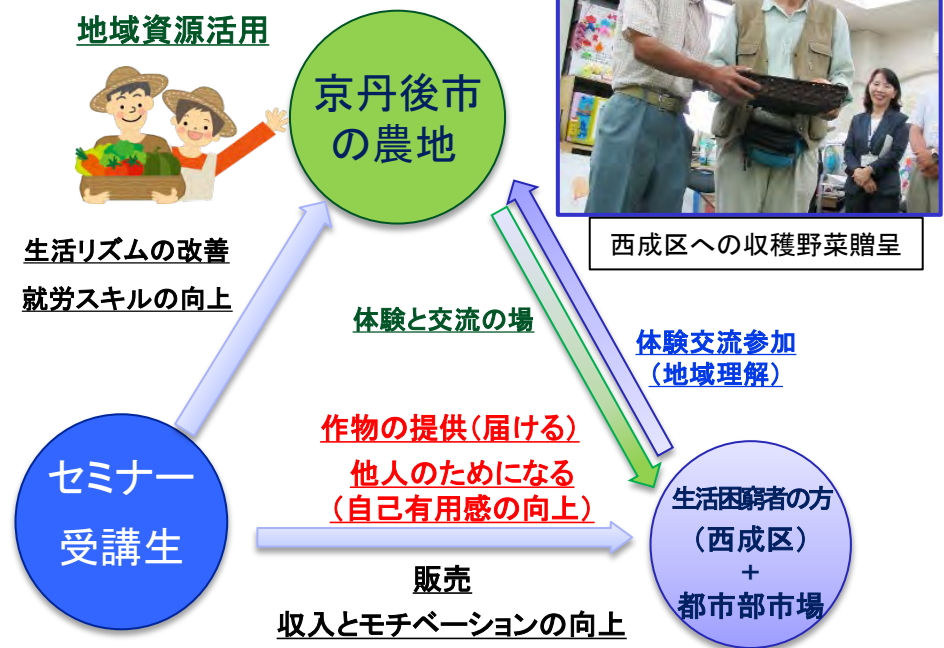 地域資源活用
京丹後市
の農地
西成区への収穫野菜贈呈
生活リズムの改善
就労スキルの向上
体験と交流の場
体験交流参加
(地域理解)
作物の提供(届ける)
他人のためになる
(自己有用感の向上)
セミナー
受講生
生活困窮者の方
(西成区)
+
都市部市場
販売
収入とモチベーションの向上